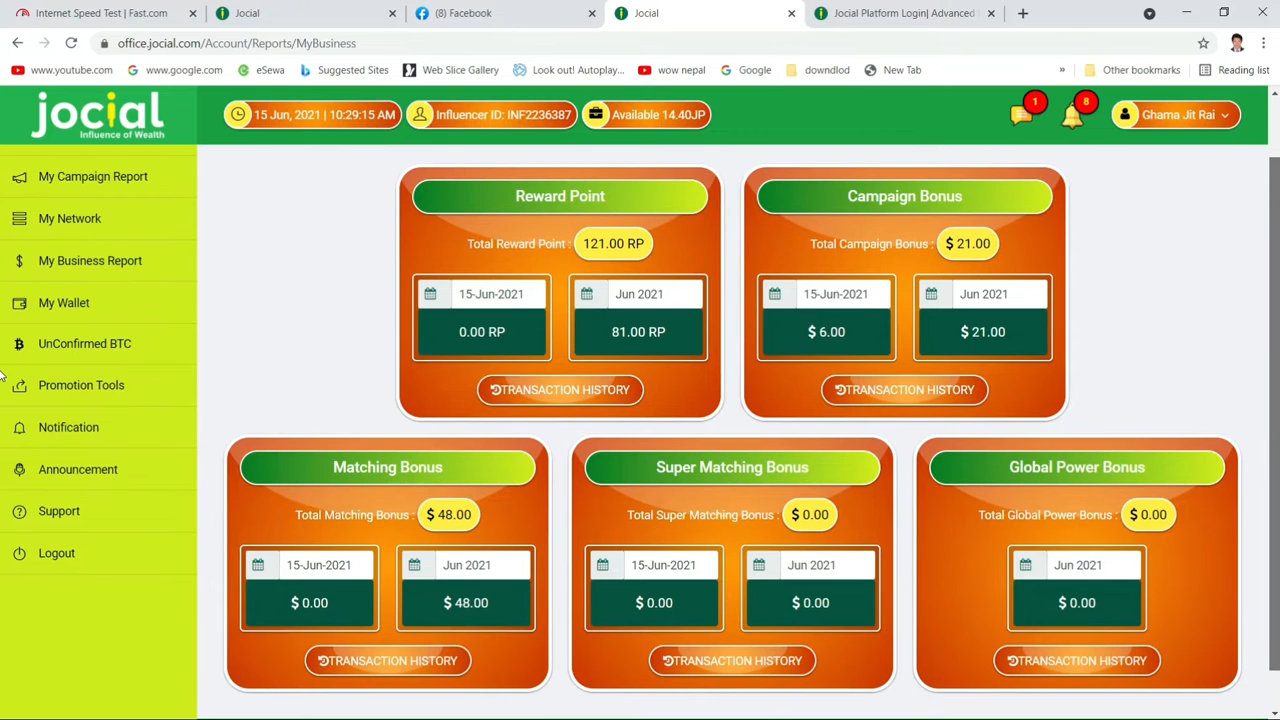 Internet Speed Test | Fast.com
Jocial
(8) Facebook
Jocial
Jocial Platform Login| Advanced
office.jocial.com/Account/Reports/MyBusiness
www.youtube.com
www.google.com
eSewa
Suggested Sites
Web Slice Gallery
Look out! Autoplay...
wow nepal
Google
downdlod
New Tab
»
Other bookmarks
Reading list
jocial
Influence of Wealth
15 Jun, 2021 | 10:29:15 AM
Influencer ID: INF2236387
Available 14.40JP
1
8
Ghama Jit Rai
My Campaign Report
My Network
My Business Report
My Wallet
UnConfirmed BTC
Promotion Tools
Notification
Announcement
Support
Logout
Reward Point
Total Reward Point : 121.00 RP
15-Jun-2021
Jun 2021
0.00 RP
81.00 RP
TRANSACTION HISTORY
Campaign Bonus
Total Campaign Bonus : $ 21.00
15-Jun-2021
Jun 2021
$ 6.00
$ 21.00
TRANSACTION HISTORY
Matching Bonus
Total Matching Bonus : $ 48.00
15-Jun-2021
Jun 2021
$ 0.00
$ 48.00
TRANSACTION HISTORY
Super Matching Bonus
Total Super Matching Bonus : $ 0.00
15-Jun-2021
Jun 2021
$ 0.00
$ 0.00
TRANSACTION HISTORY
Global Power Bonus
Total Global Power Bonus : $ 0.00
Jun 2021
$ 0.00
TRANSACTION HISTORY